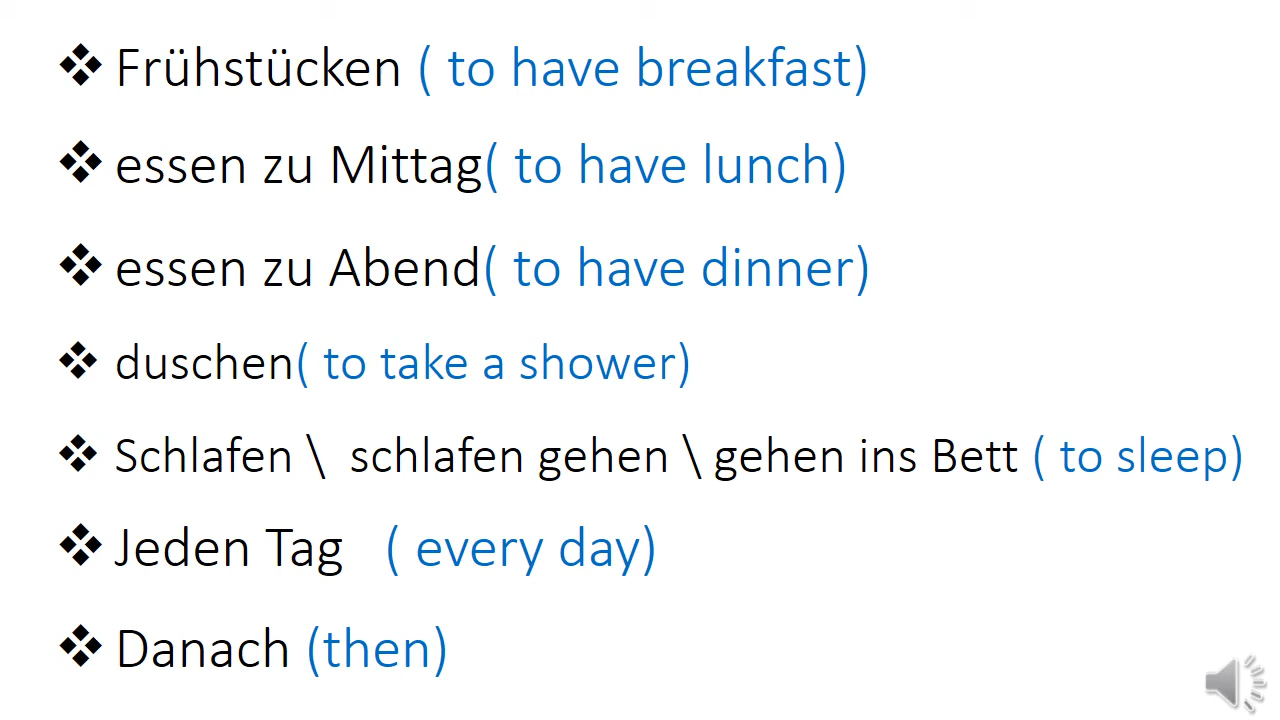 ❖ Frühstücken ( to have breakfast)
❖ essen zu Mittag( to have lunch)
❖ essen zu Abend( to have dinner)
❖ duschen( to take a shower)
❖ Schlafen \ schlafen gehen \ gehen ins Bett ( to sleep)
❖ Jeden Tag ( every day)
❖ Danach (then)